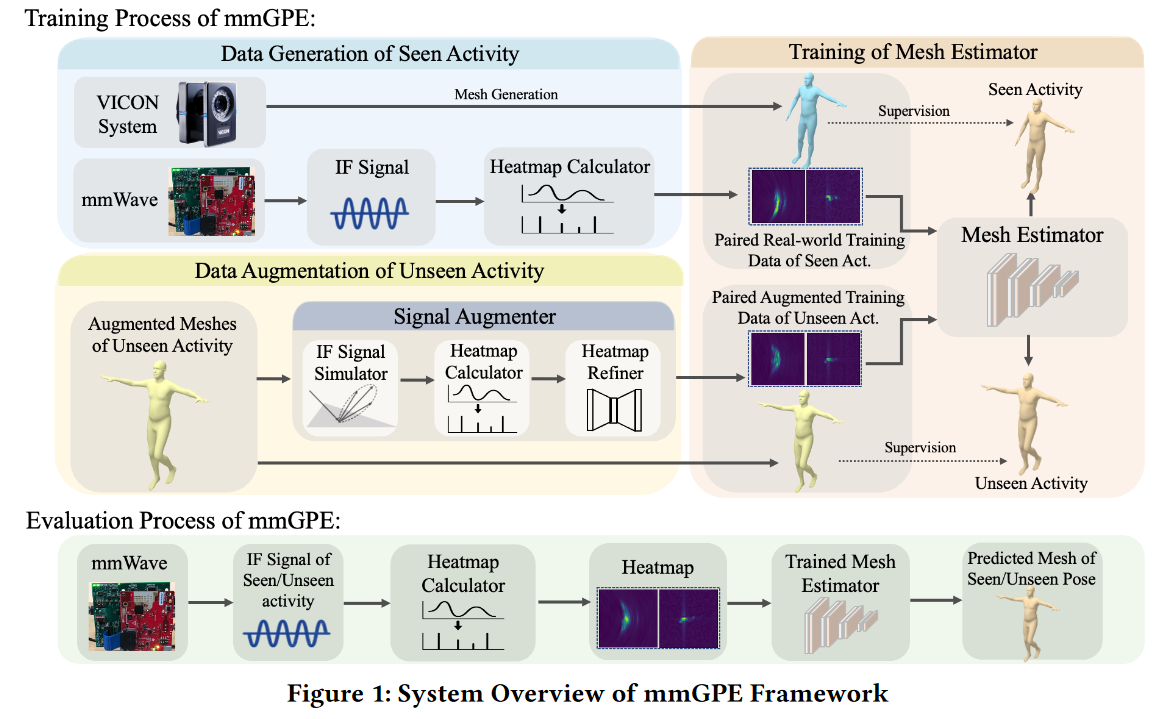 Training Process of mmGPE:
Data Generation of Seen Activity
VICON
System
VICON
Mesh Generation
mmWave
IF Signal
Heatmap Calculator
Training of Mesh Estimator
Supervision
Seen Activity
Paired Real-world Training
Data of Seen Act.
Mesh Estimator
Data Augmentation of Unseen Activity
Augmented Meshes
of Unseen Activity
Signal Augmenter
IF Signal
Simulator
Heatmap
Calculator
Heatmap
Refiner
Paired Augmented Training
Data of Unseen Act.
Supervision
Unseen Activity
Evaluation Process of mmGPE:
mmWave
IF Signal of
Seen/Unseen
activity
Heatmap
Calculator
Heatmap
Trained Mesh
Estimator
Predicted Mesh of
Seen/Unseen Pose
Figure 1: System Overview of mmGPE Framework